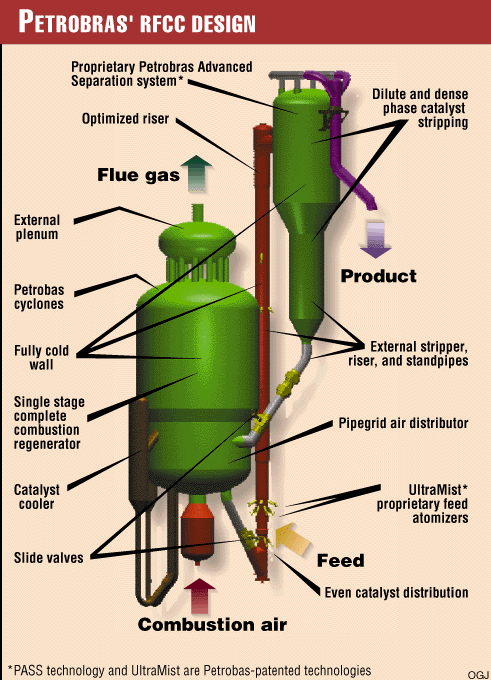 PETROBRAS' RFCC DESIGN
Proprietary Petrobras Advanced
Separation system*
Dilute and dense
phase catalyst
stripping
Optimized riser
Flue gas
External
plenum
Product
Petrobas
cyclones
Fully cold
wall
External stripper,
riser, and standpipes
Single stage
complete
combustion
regenerator
Pipegrid air distributor
Catalyst
cooler
UltraMist*
proprietary feed
atomizers
Slide valves
Feed
Even catalyst distribution
Combustion air
*PASS technology and UltraMist are Petrobas-patented technologies
OGJ